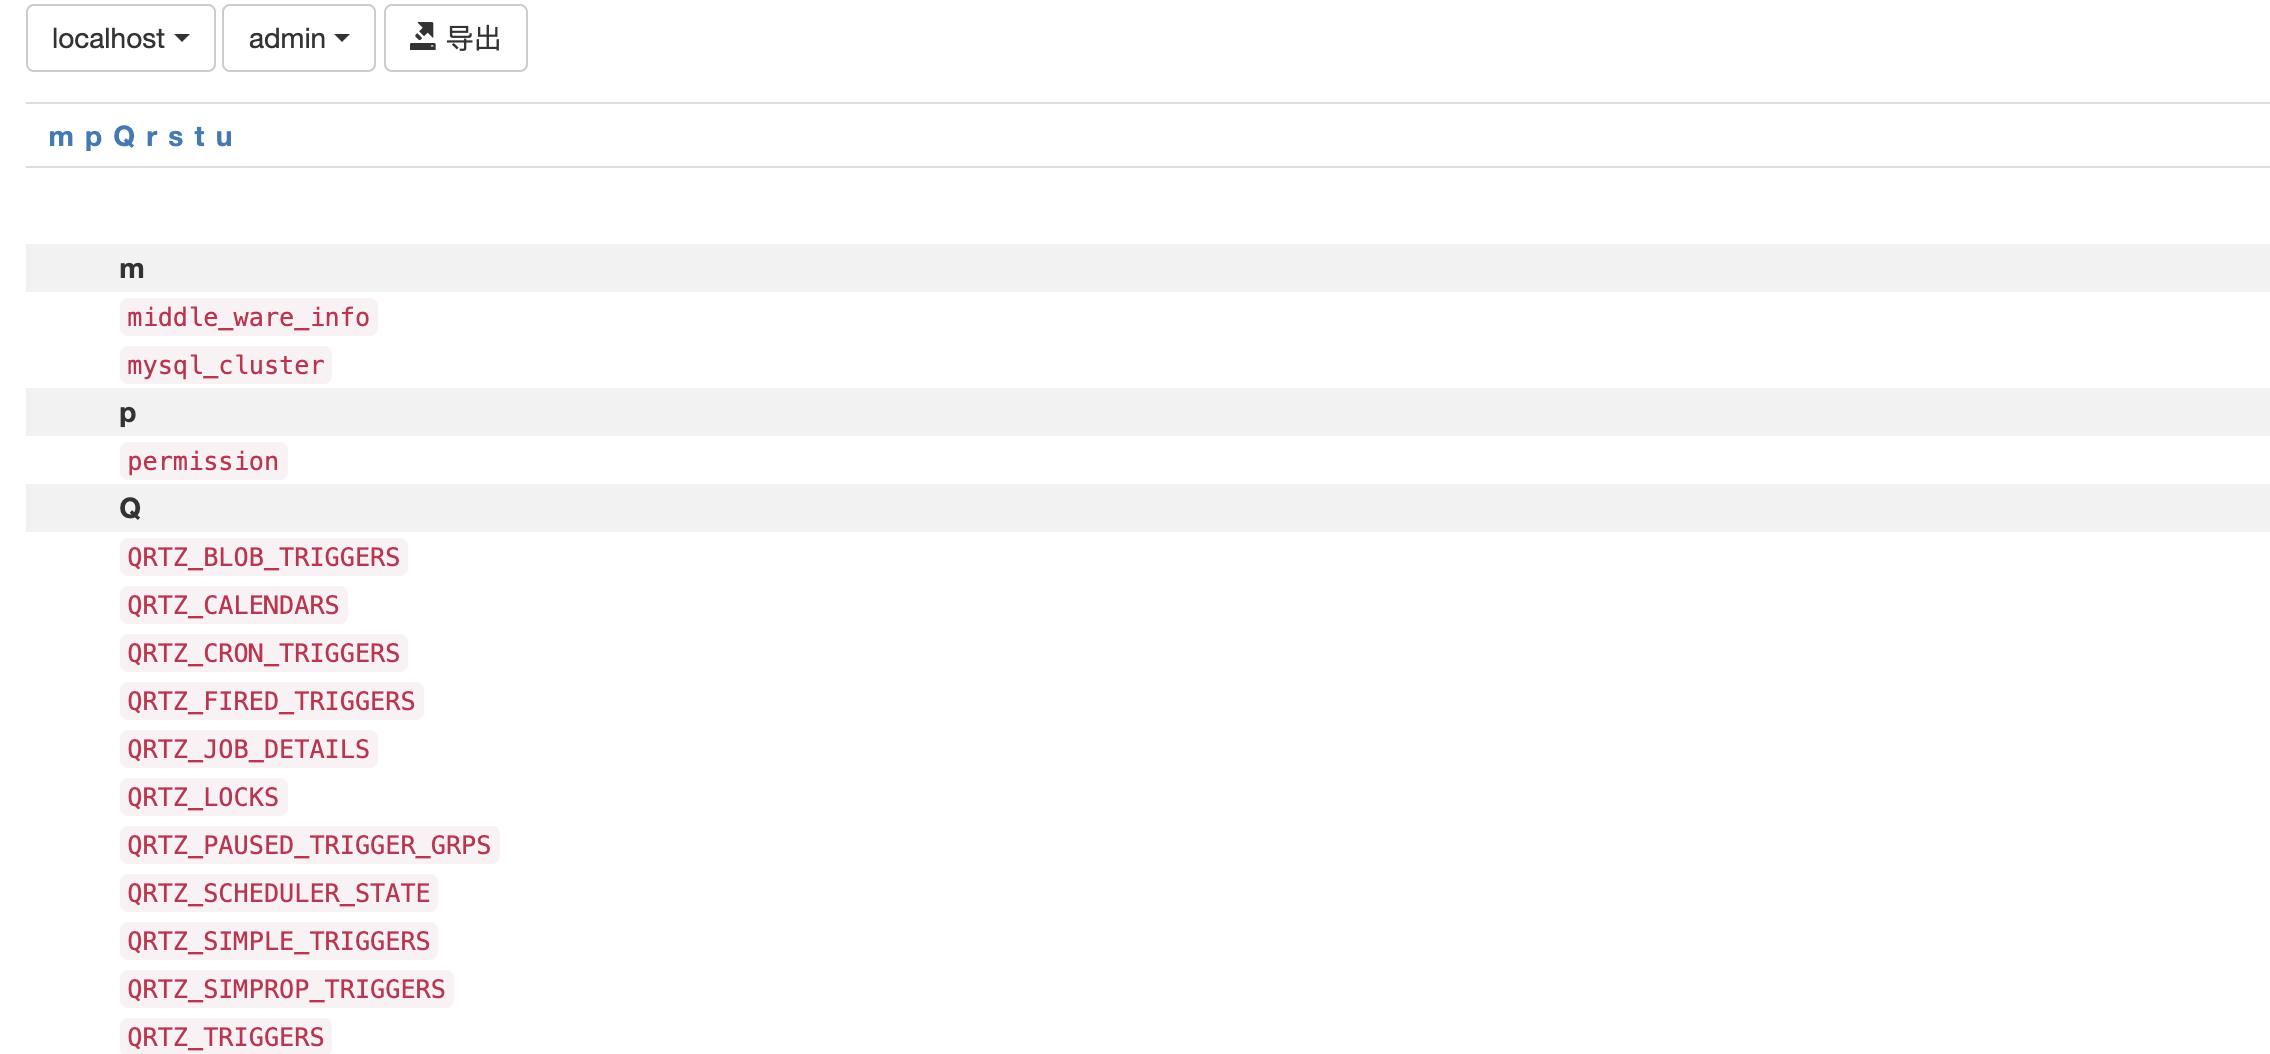 localhost admin 导出
m p Q r s t u
m
middle_ware_info
mysql_cluster
p
permission
Q
QRTZ_BLOB_TRIGGERS
QRTZ_CALENDARS
QRTZ_CRON_TRIGGERS
QRTZ_FIRED_TRIGGERS
QRTZ_JOB_DETAILS
QRTZ_LOCKS
QRTZ_PAUSED_TRIGGER_GRPS
QRTZ_SCHEDULER_STATE
QRTZ_SIMPLE_TRIGGERS
QRTZ_SIMPROP_TRIGGERS
QRTZ_TRIGGERS